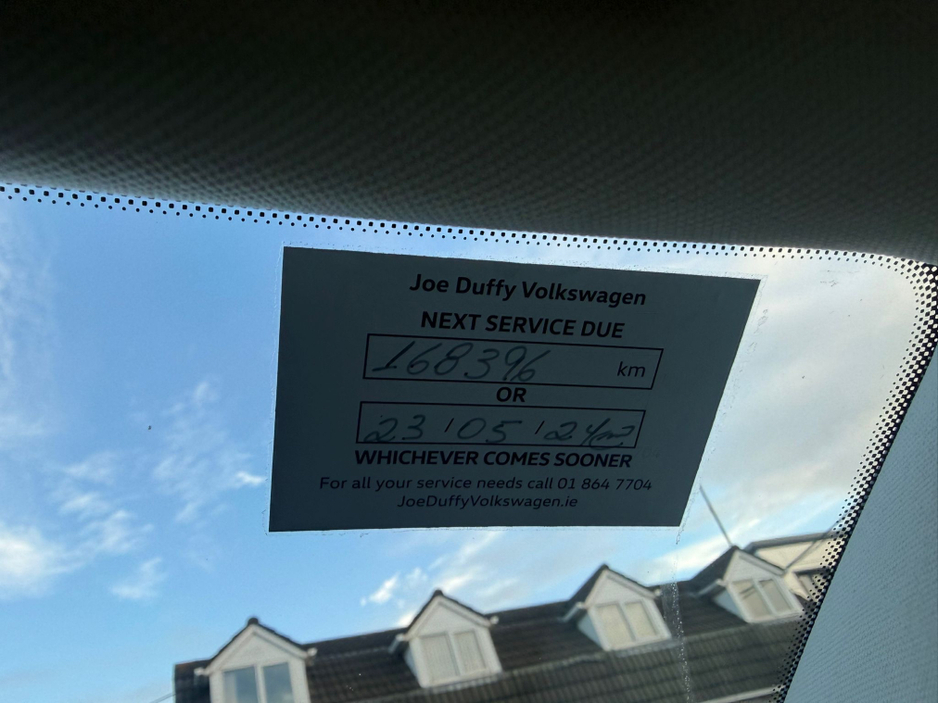 Joe Duffy Volkswagen
NEXT SERVICE DUE
168396 km
OR
23 / 05 / 24
WHICHEVER COMES SOONER
For all your service needs call 01 864 7704
JoeDuffyVolkswagen.ie